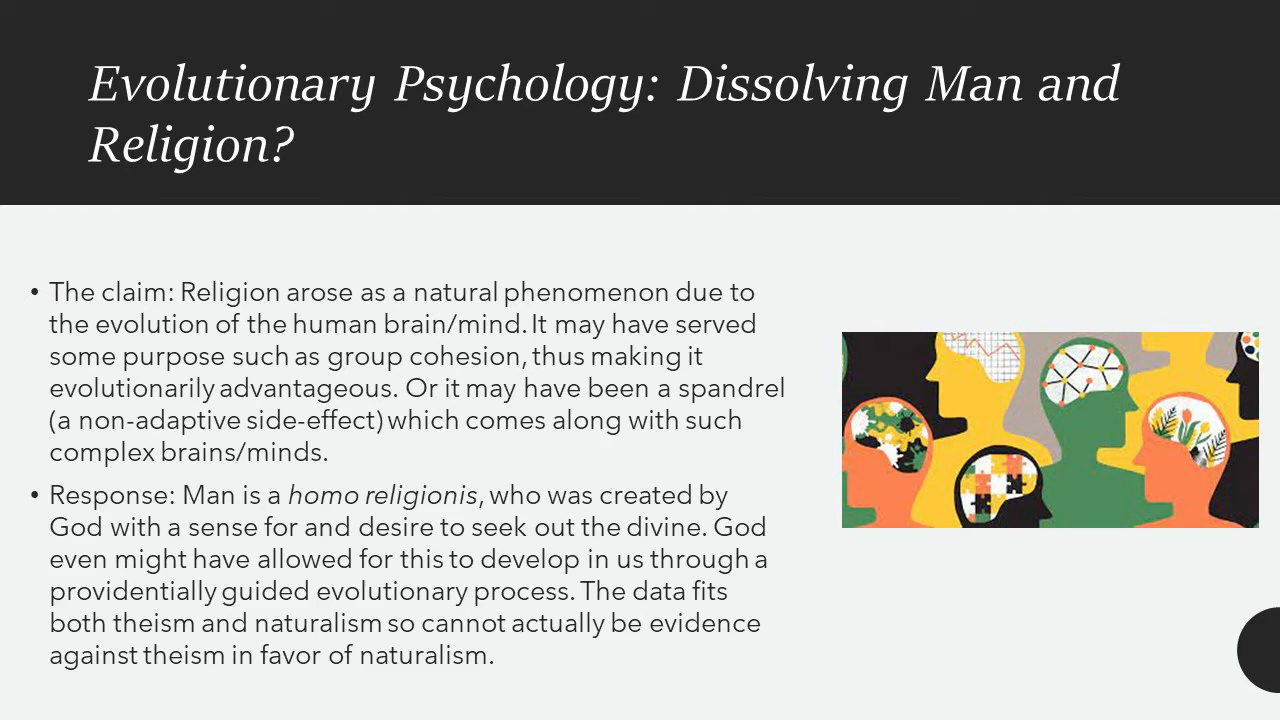 Evolutionary Psychology: Dissolving Man and
Religion?
• The claim: Religion arose as a natural phenomenon due to
the evolution of the human brain/mind. It may have served
some purpose such as group cohesion, thus making it
evolutionarily advantageous. Or it may have been a spandrel
(a non-adaptive side-effect) which comes along with such
complex brains/minds.
• Response: Man is a homo religionis, who was created by
God with a sense for and desire to seek out the divine. God
even might have allowed for this to develop in us through a
providentially guided evolutionary process. The data fits
both theism and naturalism so cannot actually be evidence
against theism in favor of naturalism.